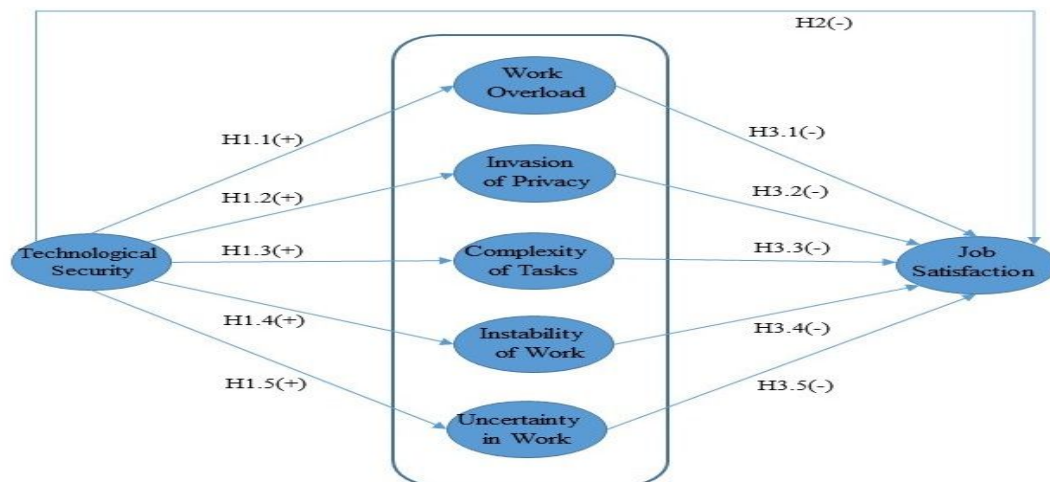 H2(-)
Work
Overload
H1.1(+)
H3.1(-)
Invasion
of Privacy
H1.2(+)
H3.2(-)
Technological
Security
H1.3(+)
Complexity
of Tasks
H3.3(-)
Job
Satisfaction
H1.4(+)
Instability
of Work
H3.4(-)
H1.5(+)
H3.5(-)
Uncertainty
in Work